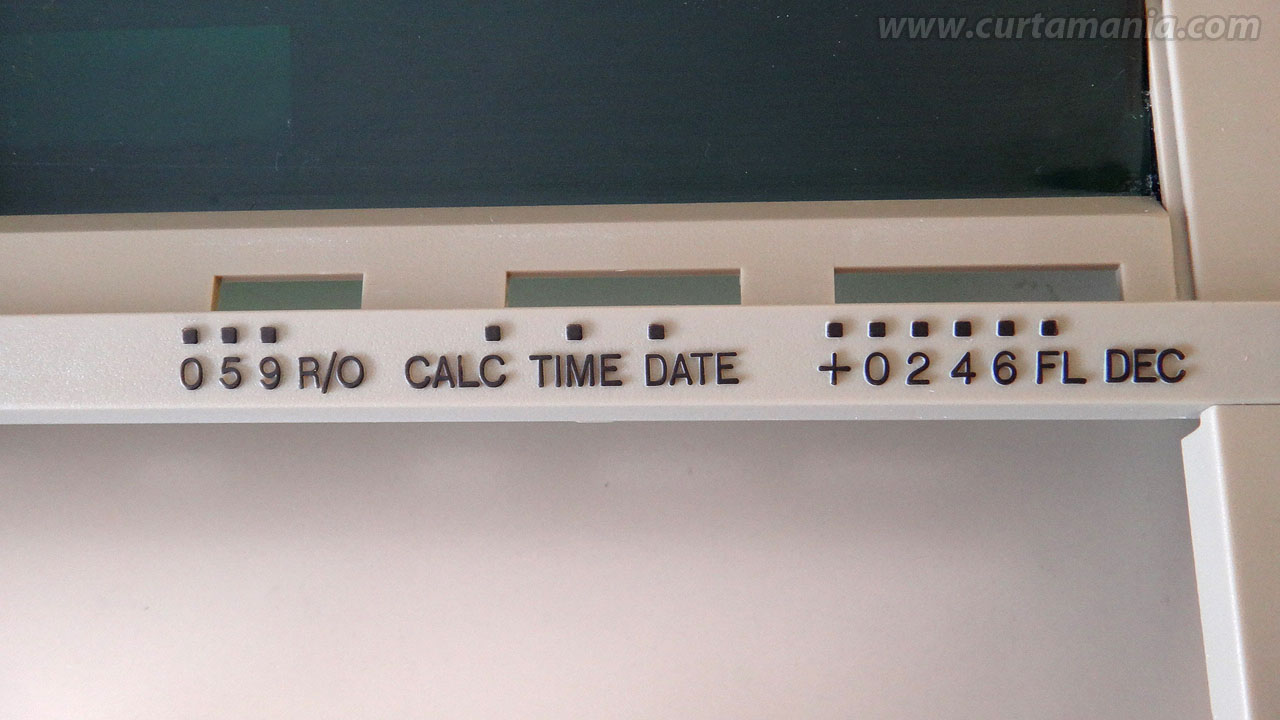 www.curtamania.com
0 5 9 R/O CALC TIME DATE + 0 2 4 6 FL DEC